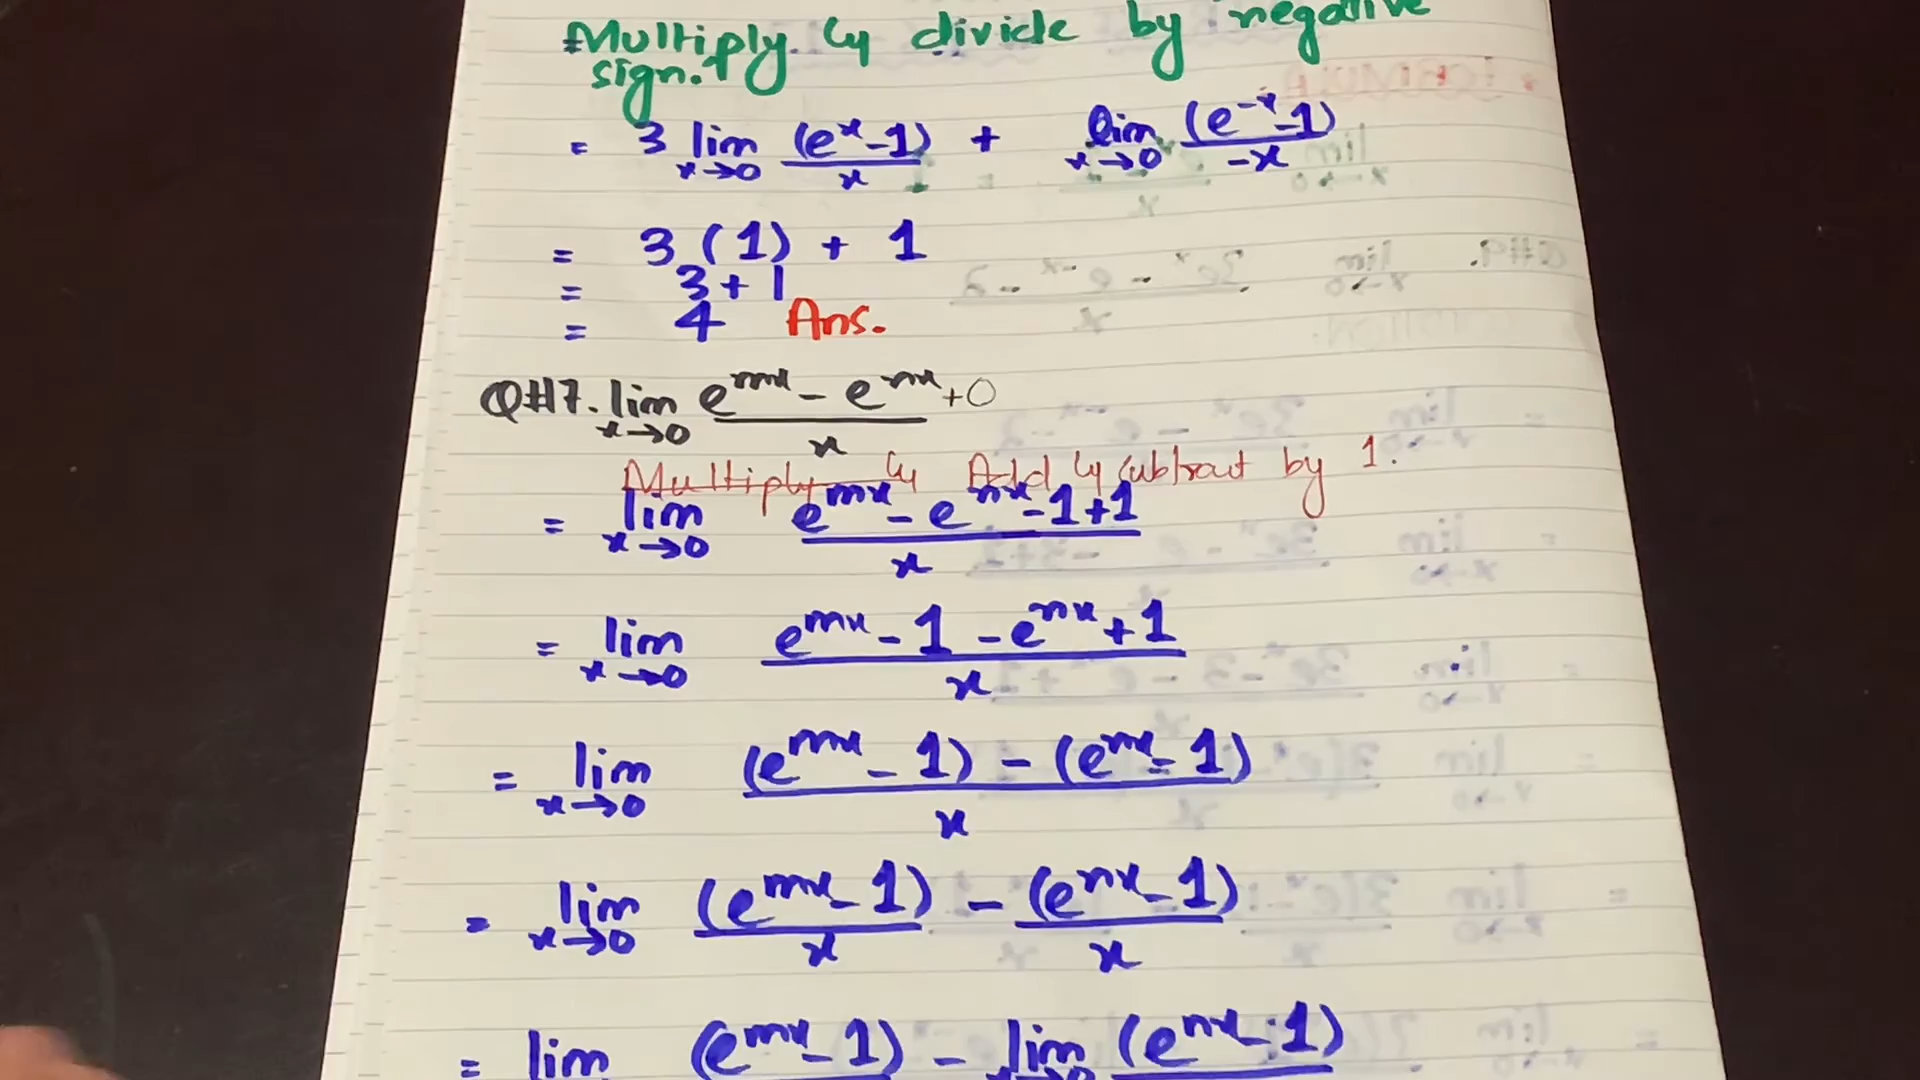 Multiply & divide by negative
sign.
= 3 lim x→0 (e^x - 1)/x + lim x→0 (e^-x - 1)/-x
= 3 (1) + 1
= 3 + 1
= 4 Ans.
Q#7. lim x→0 (e^mx - e^nx)/x + 0
Multiply & Add & subtract by 1.
= lim x→0 (e^mx - e^nx - 1 + 1)/x
= lim x→0 (e^mx - 1 - e^nx + 1)/x
= lim x→0 ((e^mx - 1) - (e^nx - 1))/x
= lim x→0 (e^mx - 1)/x - (e^nx - 1)/x
= lim (e^mx - 1) - lim x→0 (e^nx - 1)